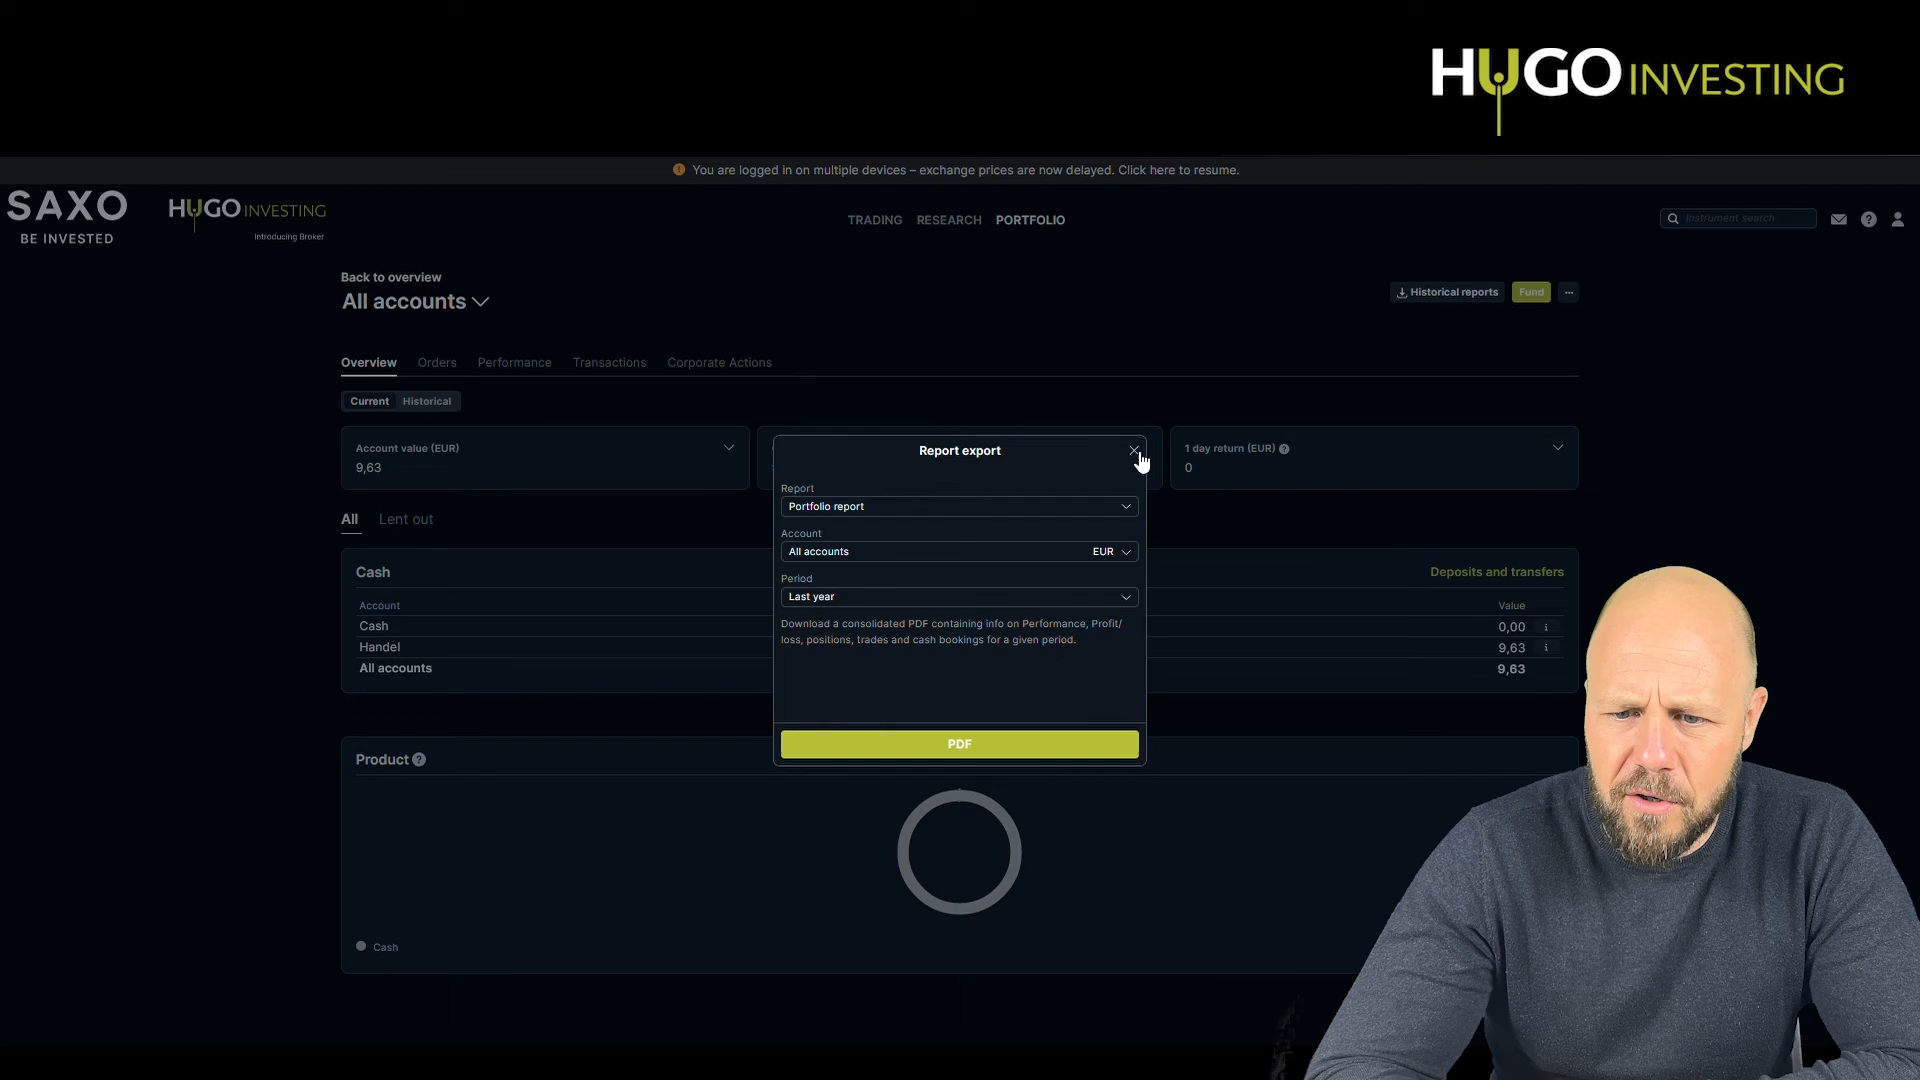 HUGO INVESTING
You are logged in on multiple devices – exchange prices are now delayed. Click here to resume.
SAXO
BE INVESTED
HUGO INVESTING
Introducing Broker
TRADING RESEARCH PORTFOLIO
Instrument search
Back to overview
All accounts
Historical reports
Fund
Overview Orders Performance Transactions Corporate Actions
Current Historical
Account value (EUR)
9,63
1 day return (EUR)
0
Report export
Report
Portfolio report
Account
All accounts EUR
Period
Last year
Download a consolidated PDF containing info on Performance, Profit/
loss, positions, trades and cash bookings for a given period.
PDF
All Lent out
Cash Deposits and transfers
Account Value
Cash 0,00
Handel 9,63
All accounts 9,63
Product
Cash